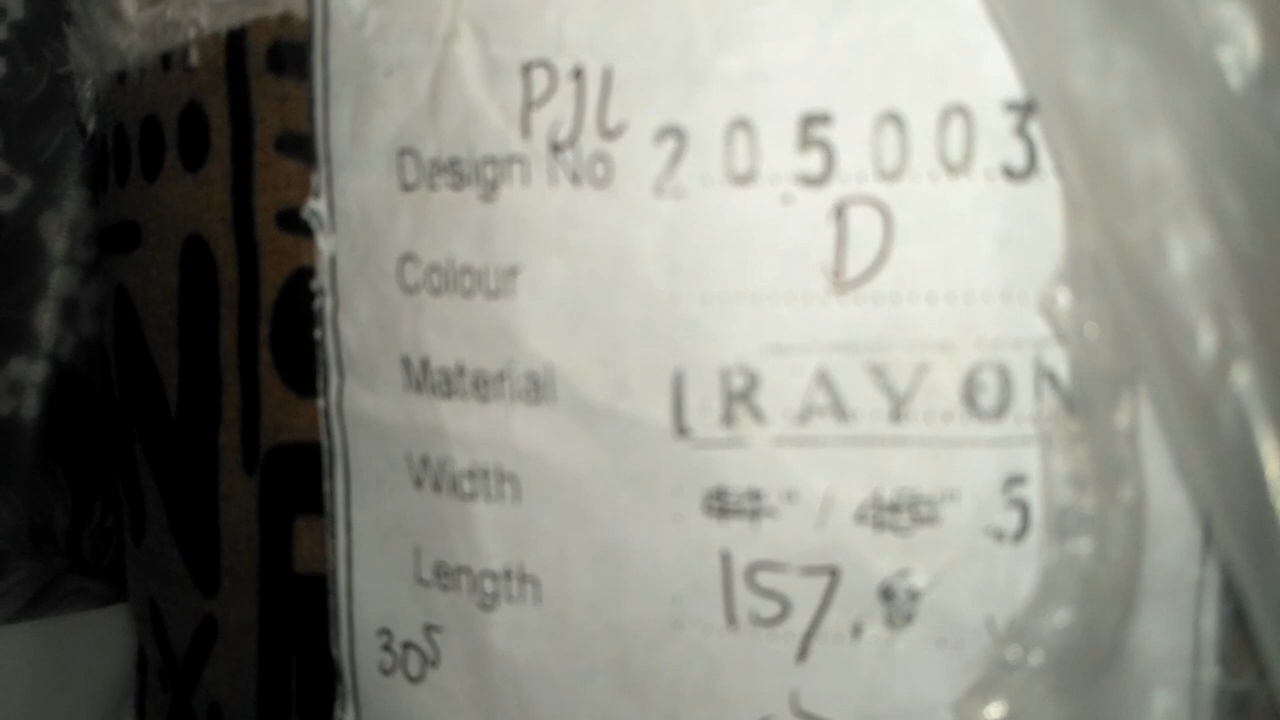 PJL
Design No 205003
Colour D
Material RAYON
Width 5
Length 157.
305